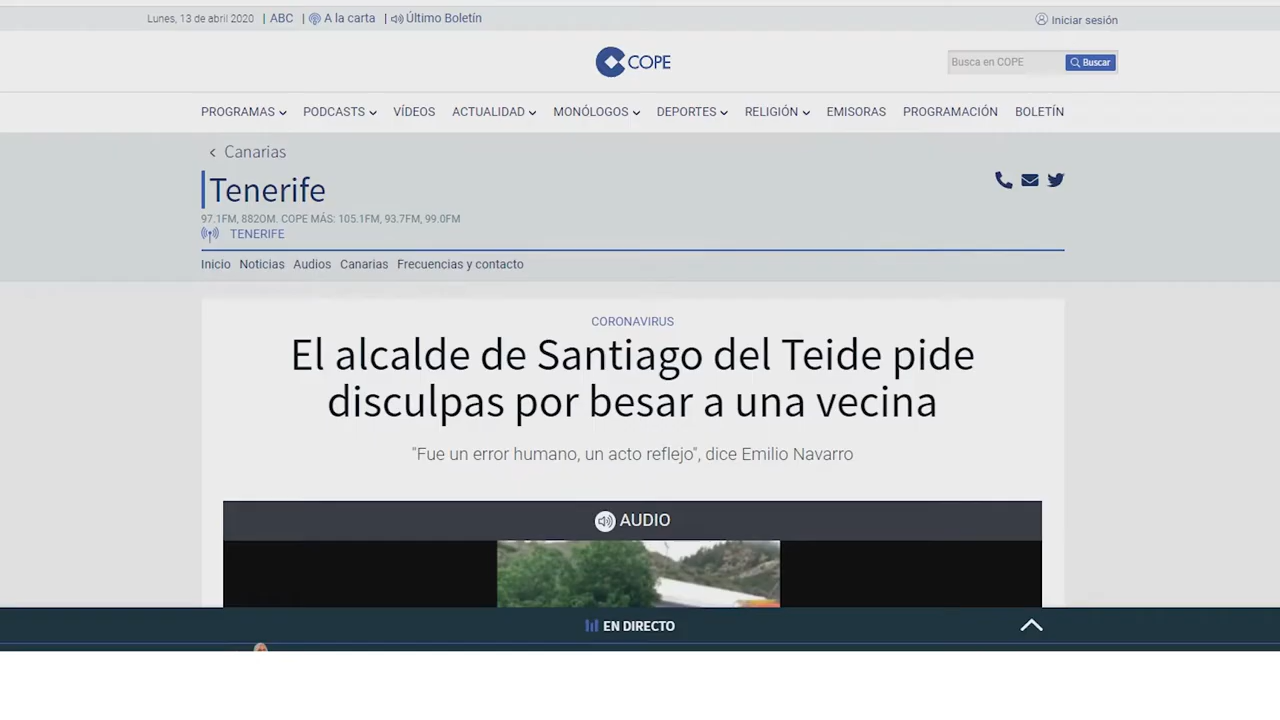 Lunes, 13 de abril 2020 | ABC | A la carta | Último Boletín
Iniciar sesión
COPE
Busca en COPE
Buscar
PROGRAMAS PODCASTS VÍDEOS ACTUALIDAD MONÓLOGOS DEPORTES RELIGIÓN EMISORAS PROGRAMACIÓN BOLETÍN
< Canarias
Tenerife
97.1FM, 882OM. COPE MÁS: 105.1FM, 93.7FM, 99.0FM
TENERIFE
Inicio Noticias Audios Canarias Frecuencias y contacto
CORONAVIRUS
El alcalde de Santiago del Teide pide
disculpas por besar a una vecina
"Fue un error humano, un acto reflejo", dice Emilio Navarro
AUDIO
EN DIRECTO